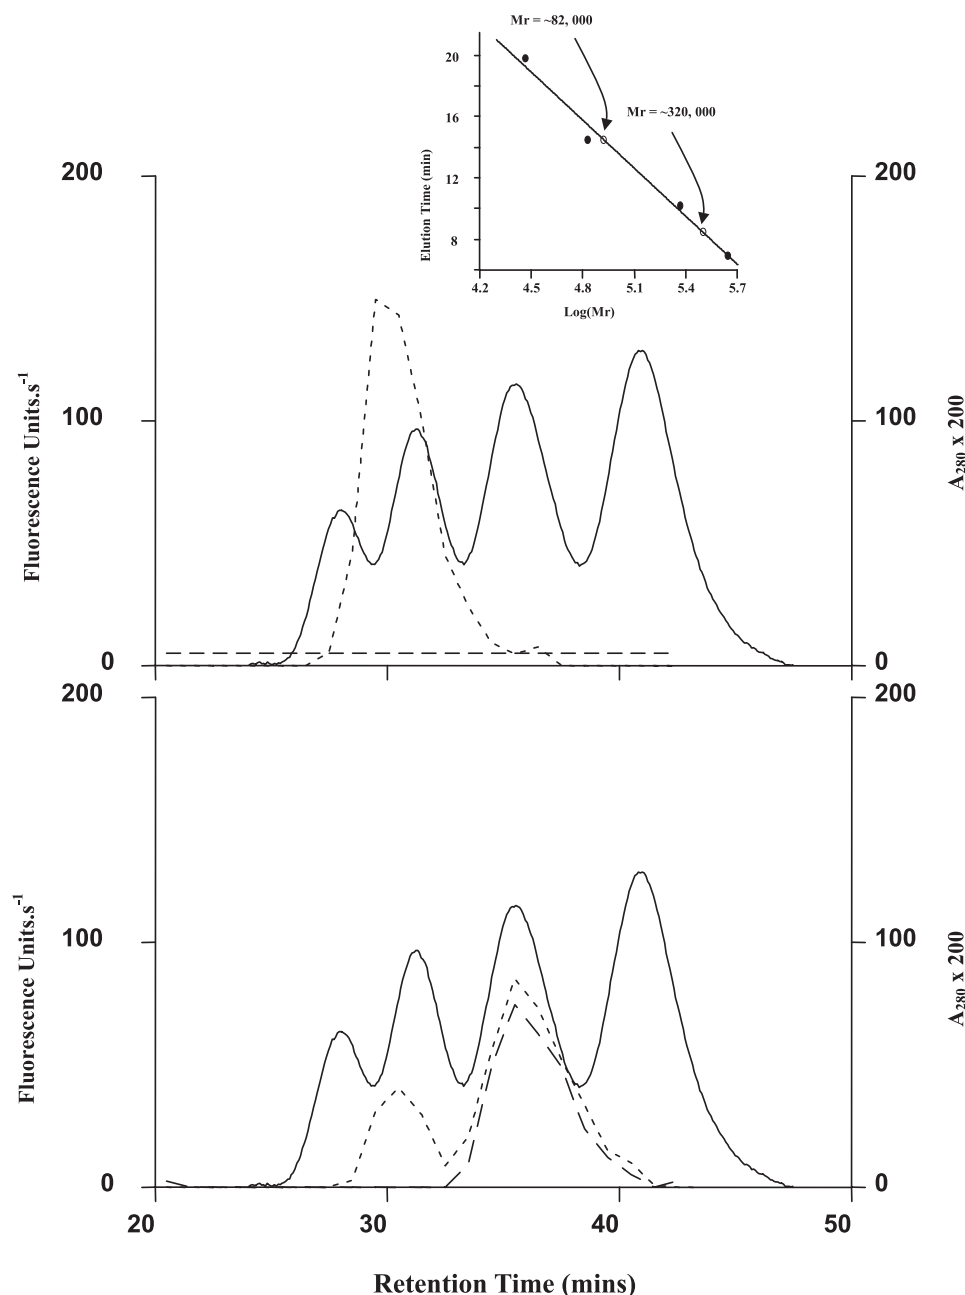 Mr = ~82, 000
Mr = ~320, 000
20
16
12
8
Elution Time (min)
4.2 4.5 4.8 5.1 5.4 5.7
Log(Mr)
200
100
0
Fluorescence Units.s-1
200
100
0
A280 x 200
200
100
0
Fluorescence Units.s-1
200
100
0
A280 x 200
20 30 40 50
Retention Time (mins)